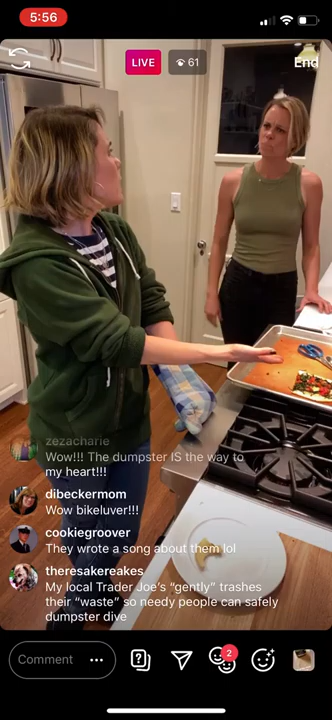 5:56
LIVE
61
End
zezacharie
Wow!!! The dumpster IS the way to
my heart!!!
dibeckermom
Wow bikeluver!!!
cookiegroover
They wrote a song about them lol
theresakereakes
My local Trader Joe's “gently” trashes
their “waste” so needy people can safely
dumpster dive
Comment
2